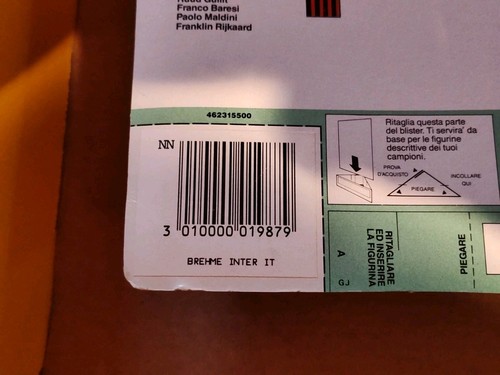 Ruud Gullit
Franco Baresi
Paolo Maldini
Franklin Rijkaard
462315500
NN
3 010000 019879
BREHME INTER IT
Ritaglia questa parte
del blister. Ti servira' da
base per le figurine
descrittive dei tuoi
campioni.
PROVA
D'ACQUISTO
INCOLLARE
QUI
PIEGARE
A
G.J
RITAGLIARE
ED INSERIRE
LA FIGURINA
PIEGARE